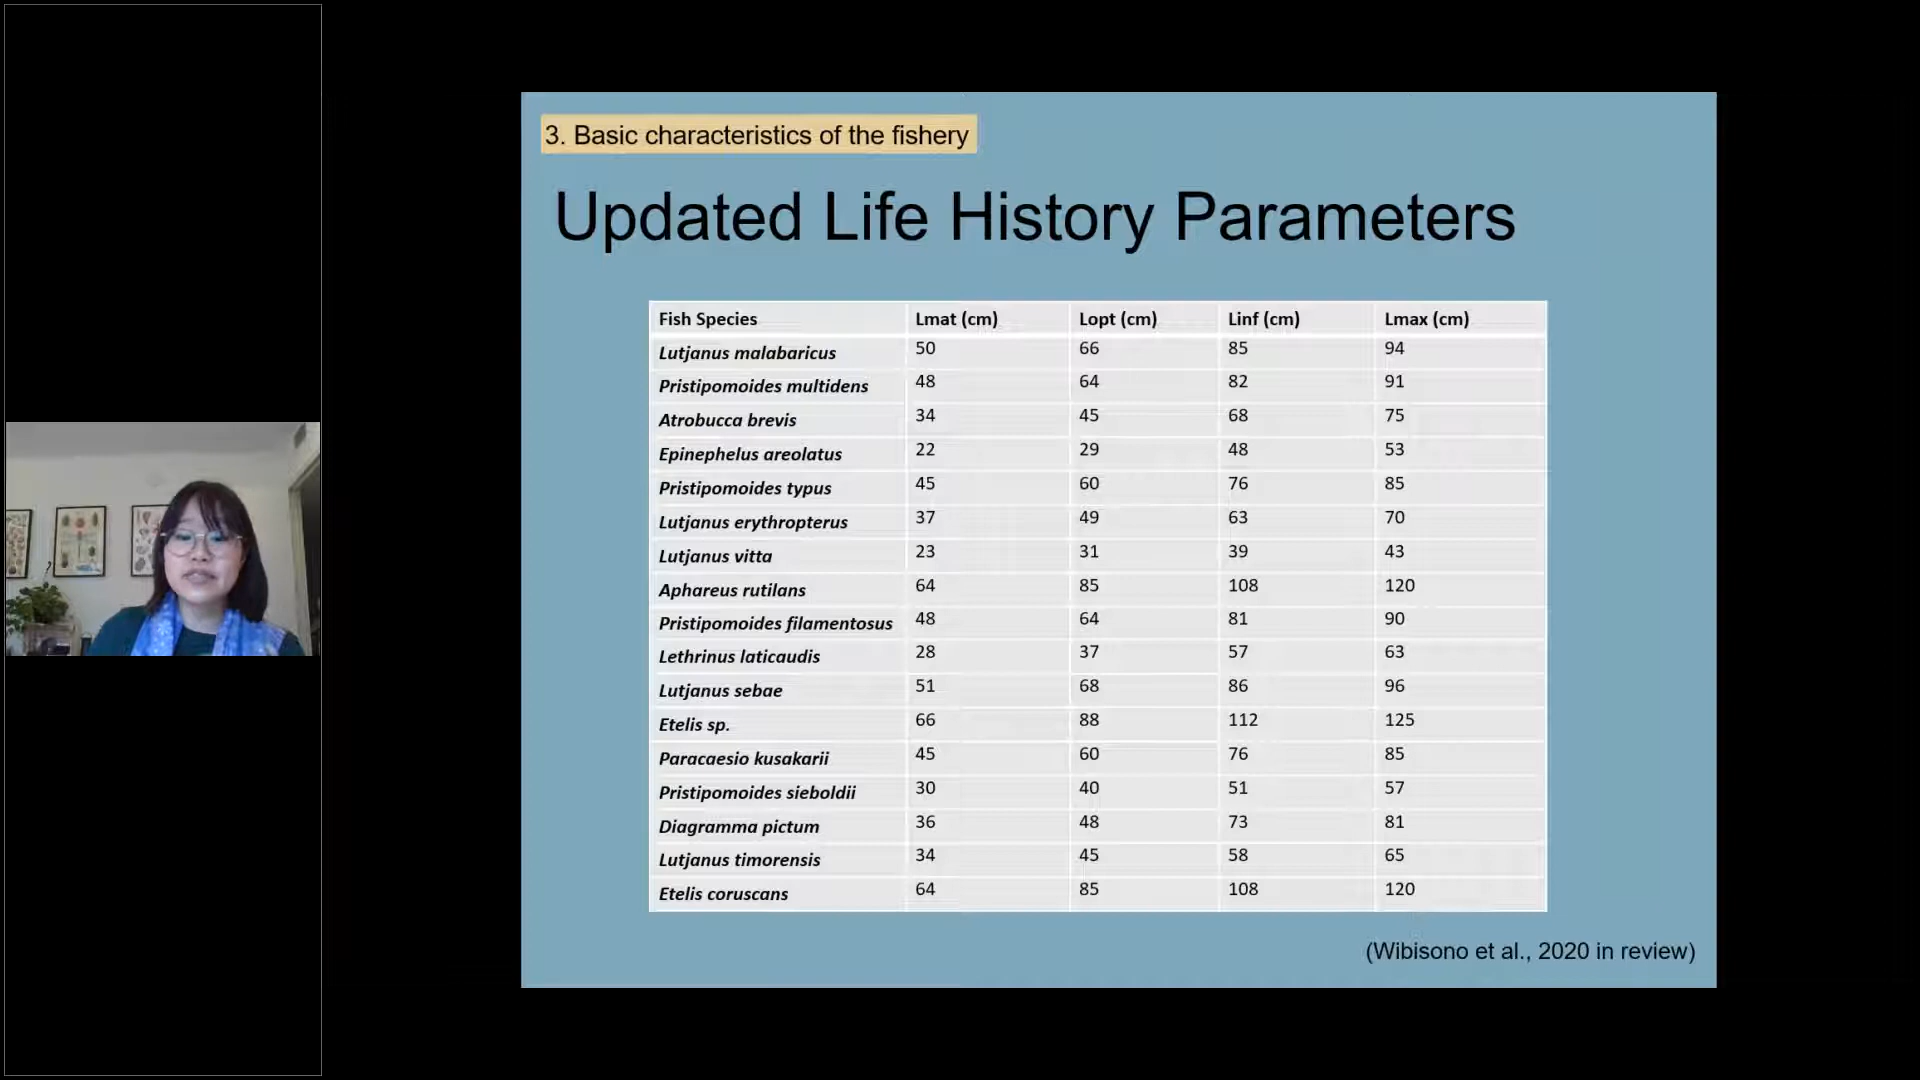 3. Basic characteristics of the fishery
Updated Life History Parameters
Fish Species Lmat (cm) Lopt (cm) Linf (cm) Lmax (cm)
Lutjanus malabaricus 50 66 85 94
Pristipomoides multidens 48 64 82 91
Atrobucca brevis 34 45 68 75
Epinephelus areolatus 22 29 48 53
Pristipomoides typus 45 60 76 85
Lutjanus erythropterus 37 49 63 70
Lutjanus vitta 23 31 39 43
Aphareus rutilans 64 85 108 120
Pristipomoides filamentosus 48 64 81 90
Lethrinus laticaudis 28 37 57 63
Lutjanus sebae 51 68 86 96
Etelis sp. 66 88 112 125
Paracaesio kusakarii 45 60 76 85
Pristipomoides sieboldii 30 40 51 57
Diagramma pictum 36 48 73 81
Lutjanus timorensis 34 45 58 65
Etelis coruscans 64 85 108 120
(Wibisono et al., 2020 in review)